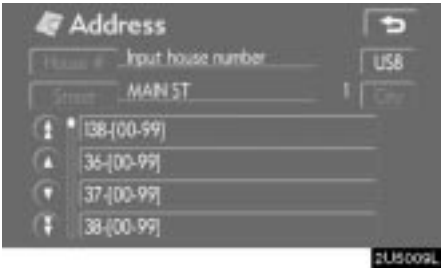 Address
House # Input house number US8
Street MAIN ST 1 City
138-(00-99)
36-(00-99)
37-(00-99)
38-(00-99)
2U5009L